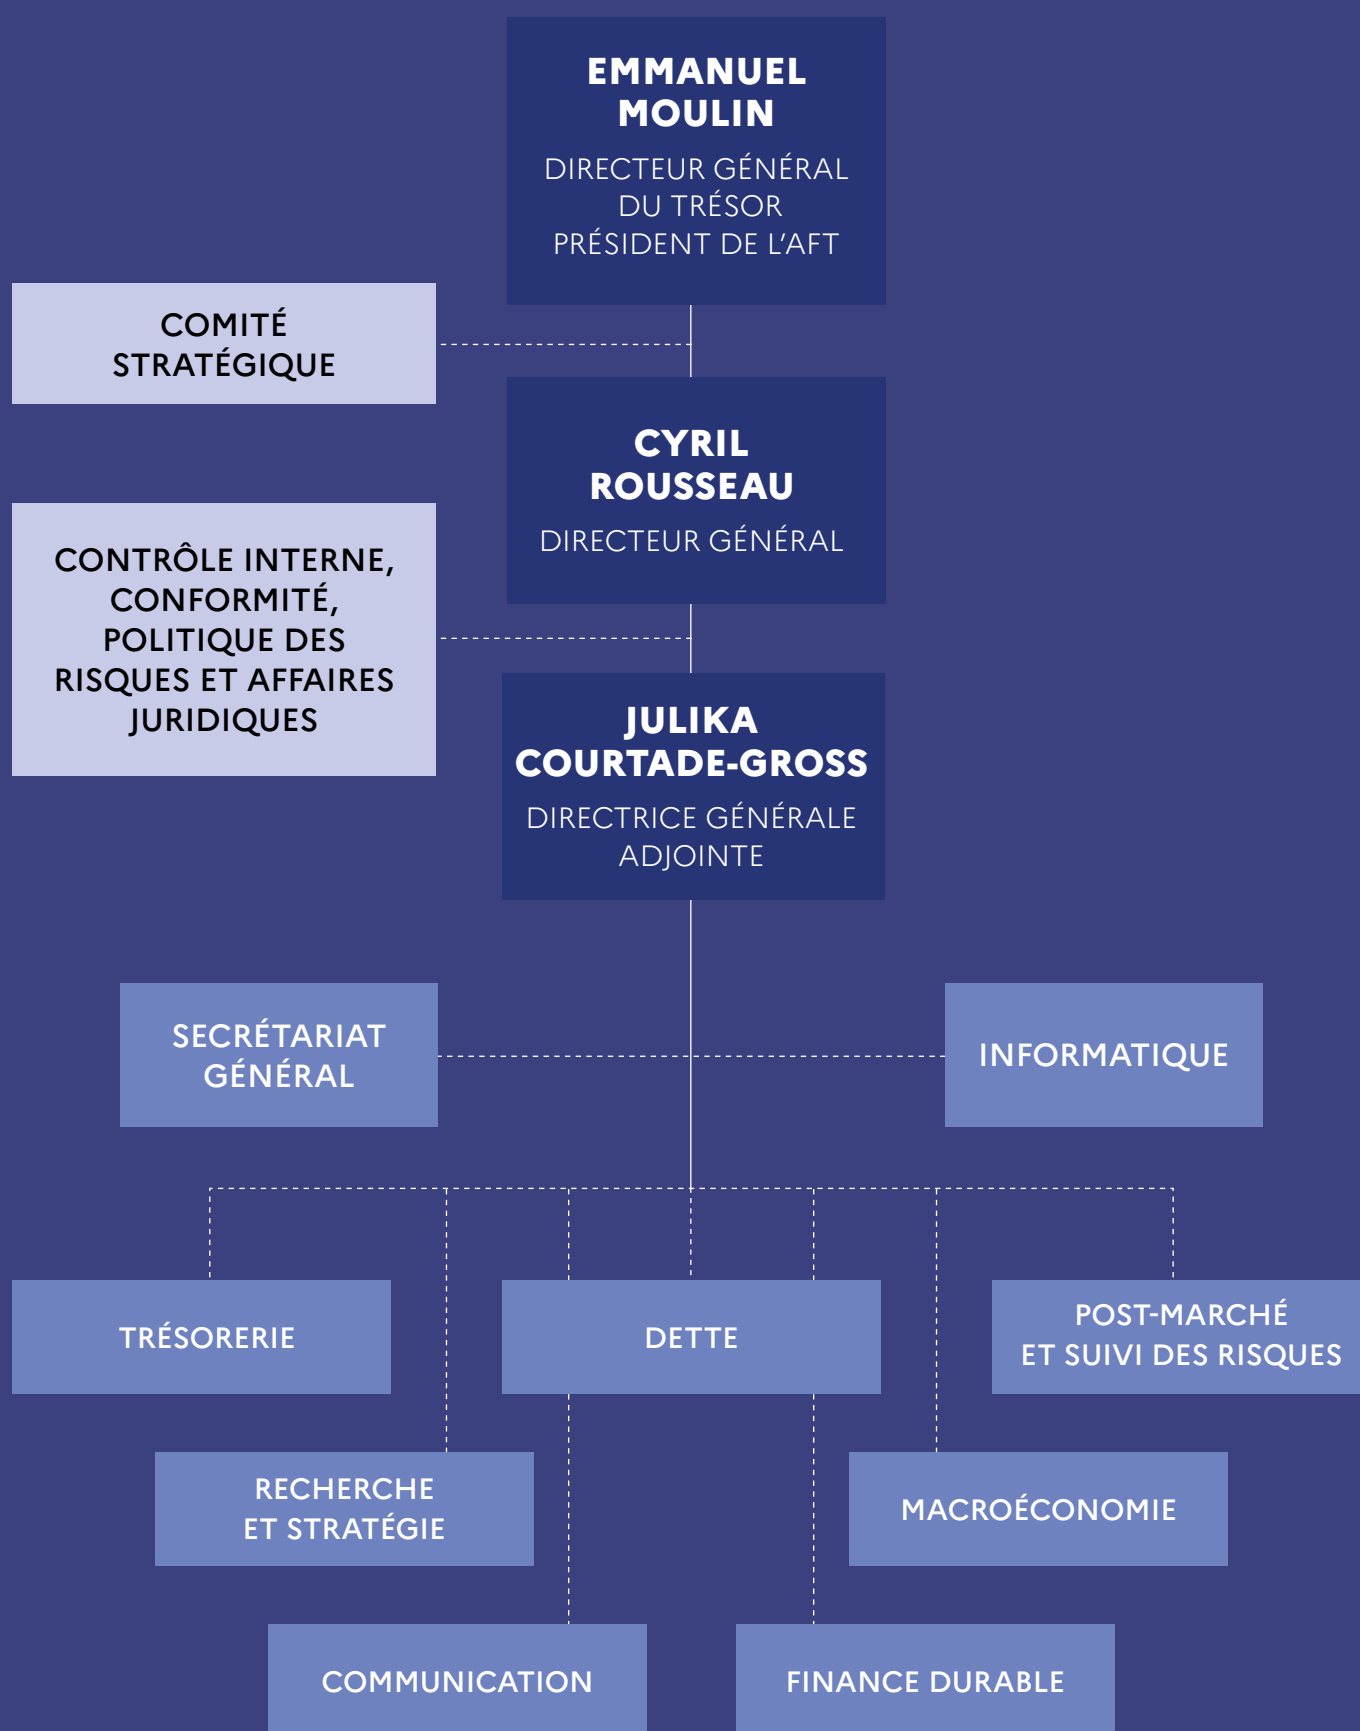 EMMANUEL
MOULIN
DIRECTEUR GÉNÉRAL
DU TRÉSOR
PRÉSIDENT DE L’AFT
COMITÉ
STRATÉGIQUE
CYRIL
ROUSSEAU
DIRECTEUR GÉNÉRAL
CONTRÔLE INTERNE,
CONFORMITÉ,
POLITIQUE DES
RISQUES ET AFFAIRES
JURIDIQUES
JULIKA
COURTADE-GROSS
DIRECTRICE GÉNÉRALE
ADJOINTE
SECRÉTARIAT
GÉNÉRAL
INFORMATIQUE
TRÉSORERIE
DETTE
POST-MARCHÉ
ET SUIVI DES RISQUES
RECHERCHE
ET STRATÉGIE
MACROÉCONOMIE
COMMUNICATION
FINANCE DURABLE